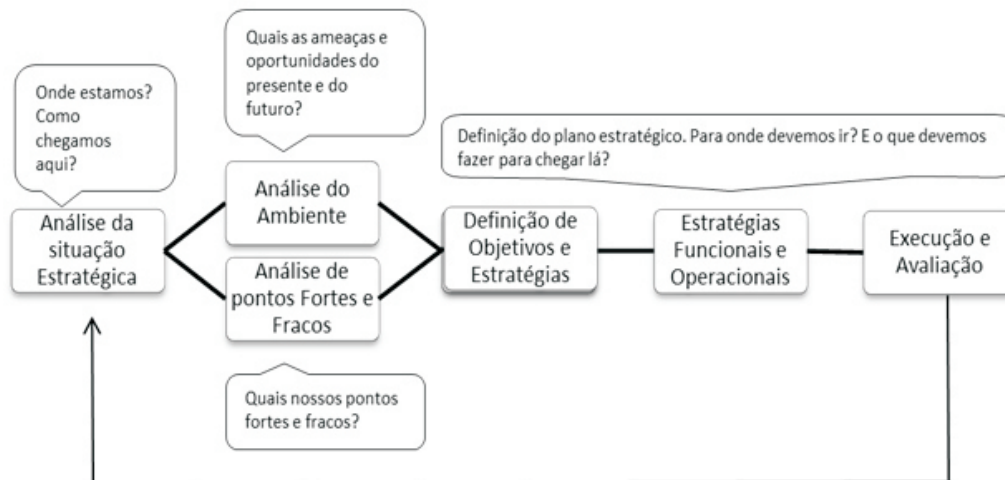 Quais as ameaças e
oportunidades do
presente e do
futuro?
Onde estamos?
Como
chegamos
aqui?
Definição do plano estratégico. Para onde devemos ir? E o que devemos
fazer para chegar lá?
Análise da
situação
Estratégica
Análise do
Ambiente
Análise de
pontos Fortes e
Fracos
Definição de
Objetivos e
Estratégias
Estratégias
Funcionais e
Operacionais
Execução e
Avaliação
Quais nossos pontos
fortes e fracos?